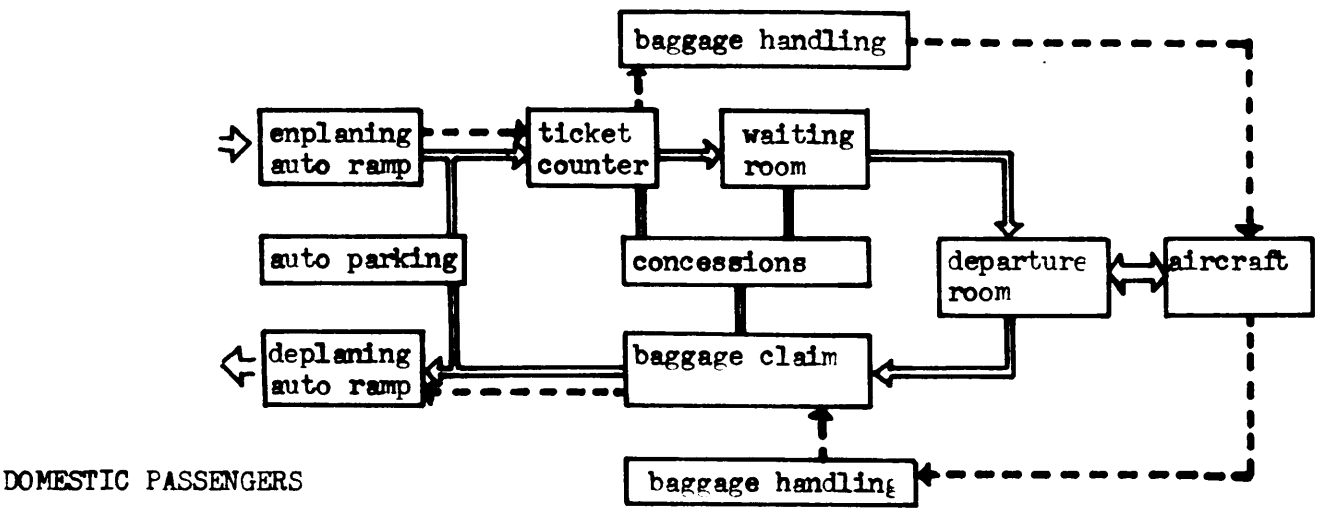 baggage handling
enplaning
auto ramp
ticket
counter
waiting
room
auto parking
concessions
departure
room
aircraft
deplaning
auto ramp
baggage claim
baggage handling
DOMESTIC PASSENGERS